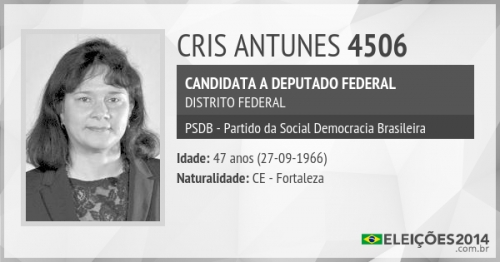 CRIS ANTUNES 4506
CANDIDATA A DEPUTADO FEDERAL
DISTRITO FEDERAL
PSDB - Partido da Social Democracia Brasileira
Idade: 47 anos (27-09-1966)
Naturalidade: CE - Fortaleza
ELEIÇÕES2014
.com.br